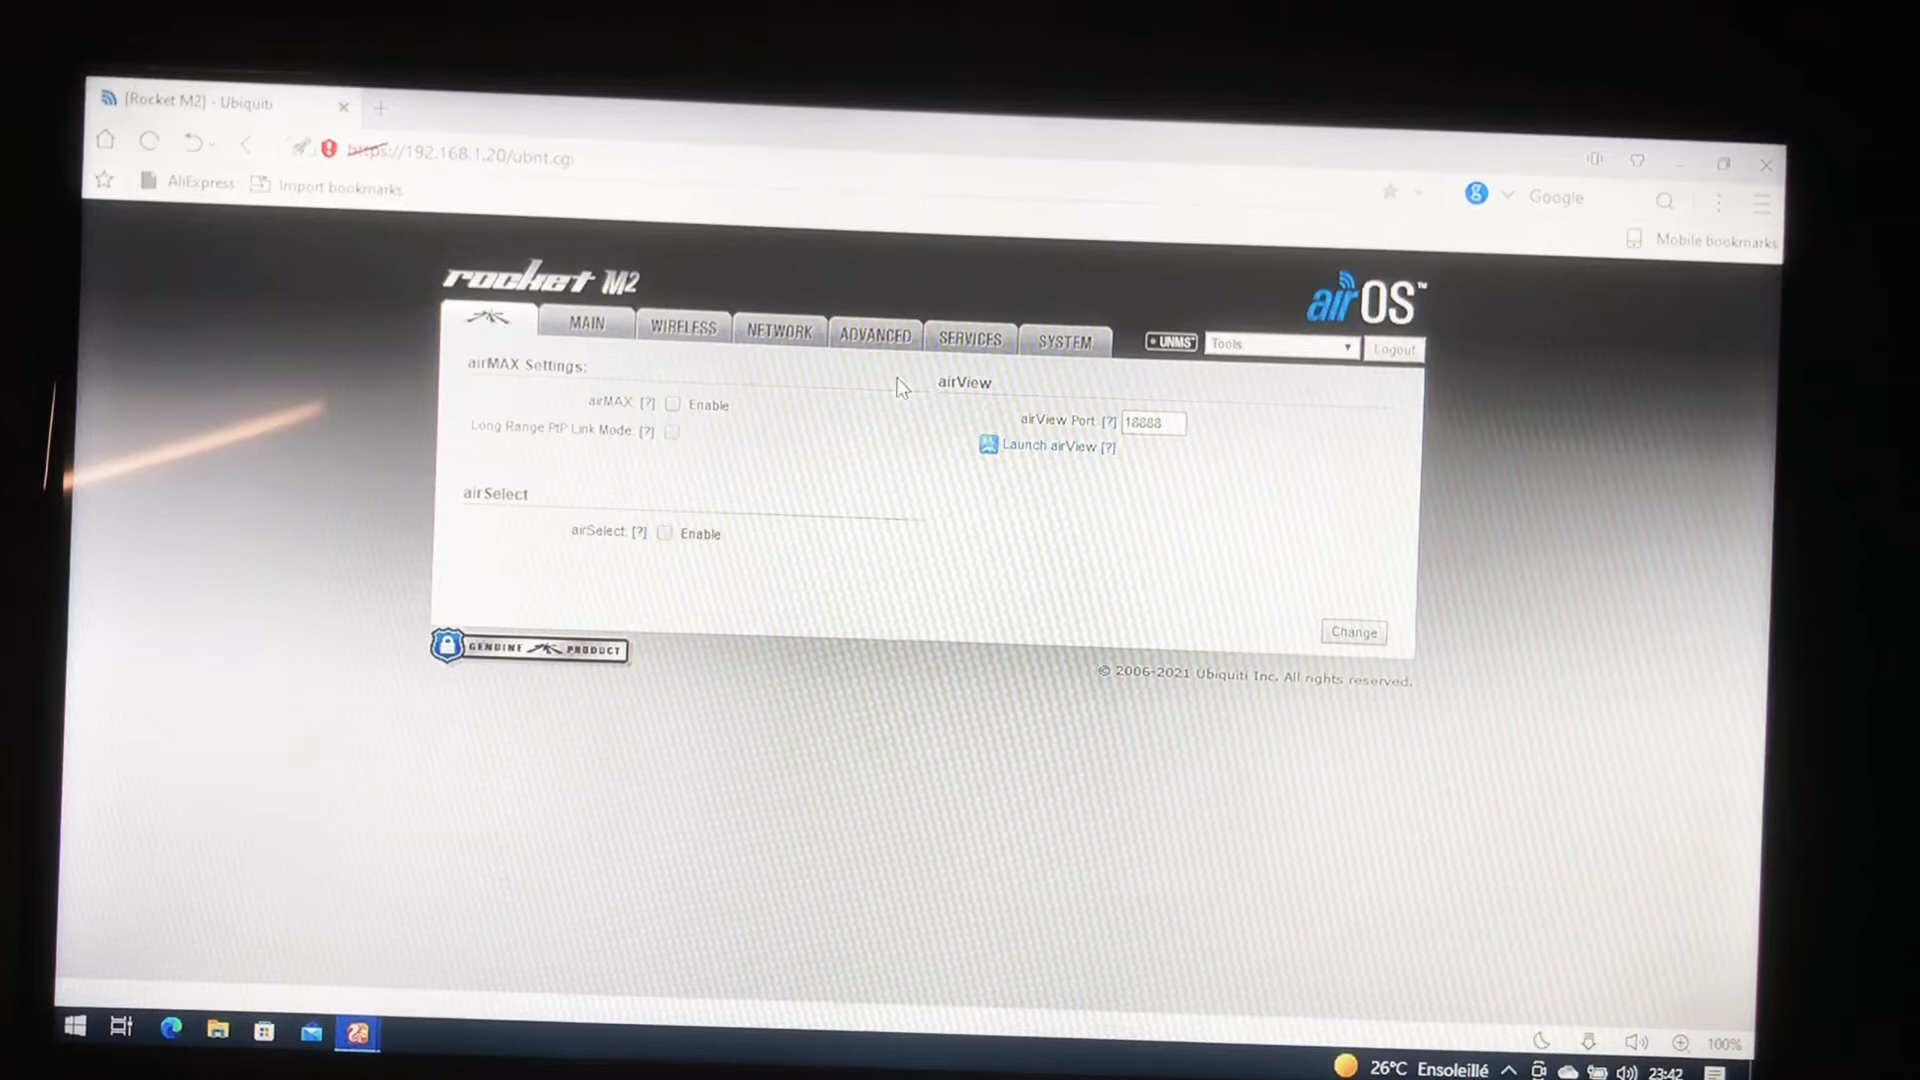 [Rocket M2] - Ubiquiti
https://192.168.1.20/ubnt.cgi
AliExpress Import bookmarks
Google
Mobile bookmarks
rocket M2
airOS™
MAIN WIRELESS NETWORK ADVANCED SERVICES SYSTEM UNMS™ Tools Logout
airMAX Settings:
airMAX: [?] Enable
Long Range PtP Link Mode: [?]
airView
airView Port: [?] 18888
Launch airView [?]
airSelect
airSelect: [?] Enable
Change
GENUINE PRODUCT
© 2006-2021 Ubiquiti Inc. All rights reserved.
100%
26°C Ensoleillé 23:42